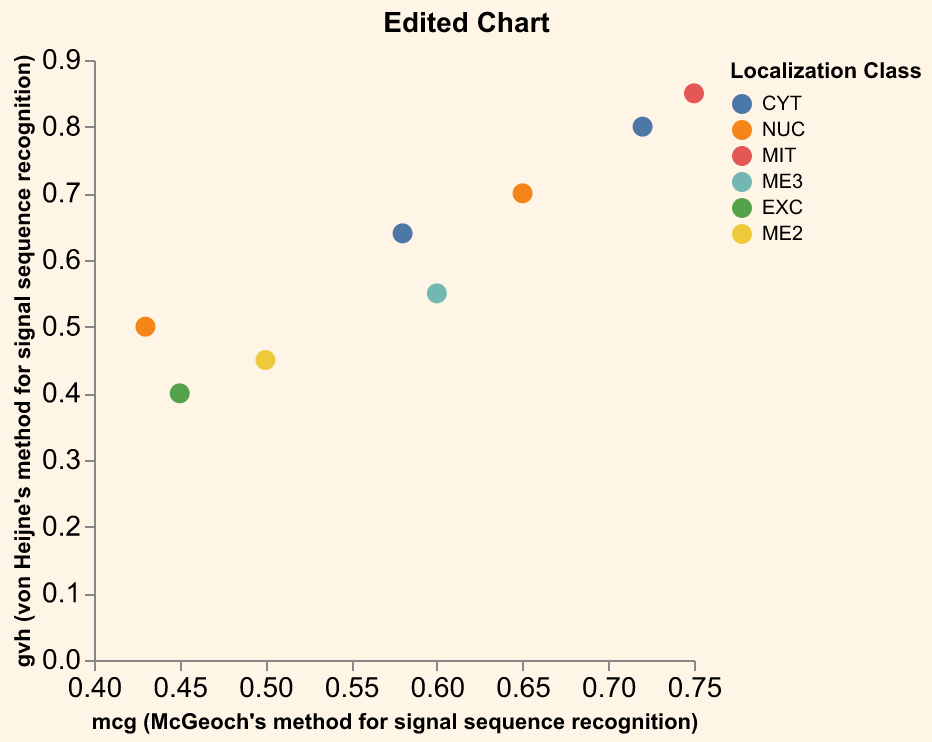 Edited Chart
gvh (von Heijne's method for signal sequence recognition)
0.9
0.8
0.7
0.6
0.5
0.4
0.3
0.2
0.1
0.0
0.40 0.45 0.50 0.55 0.60 0.65 0.70 0.75
mcg (McGeoch's method for signal sequence recognition)
Localization Class
CYT
NUC
MIT
ME3
EXC
ME2